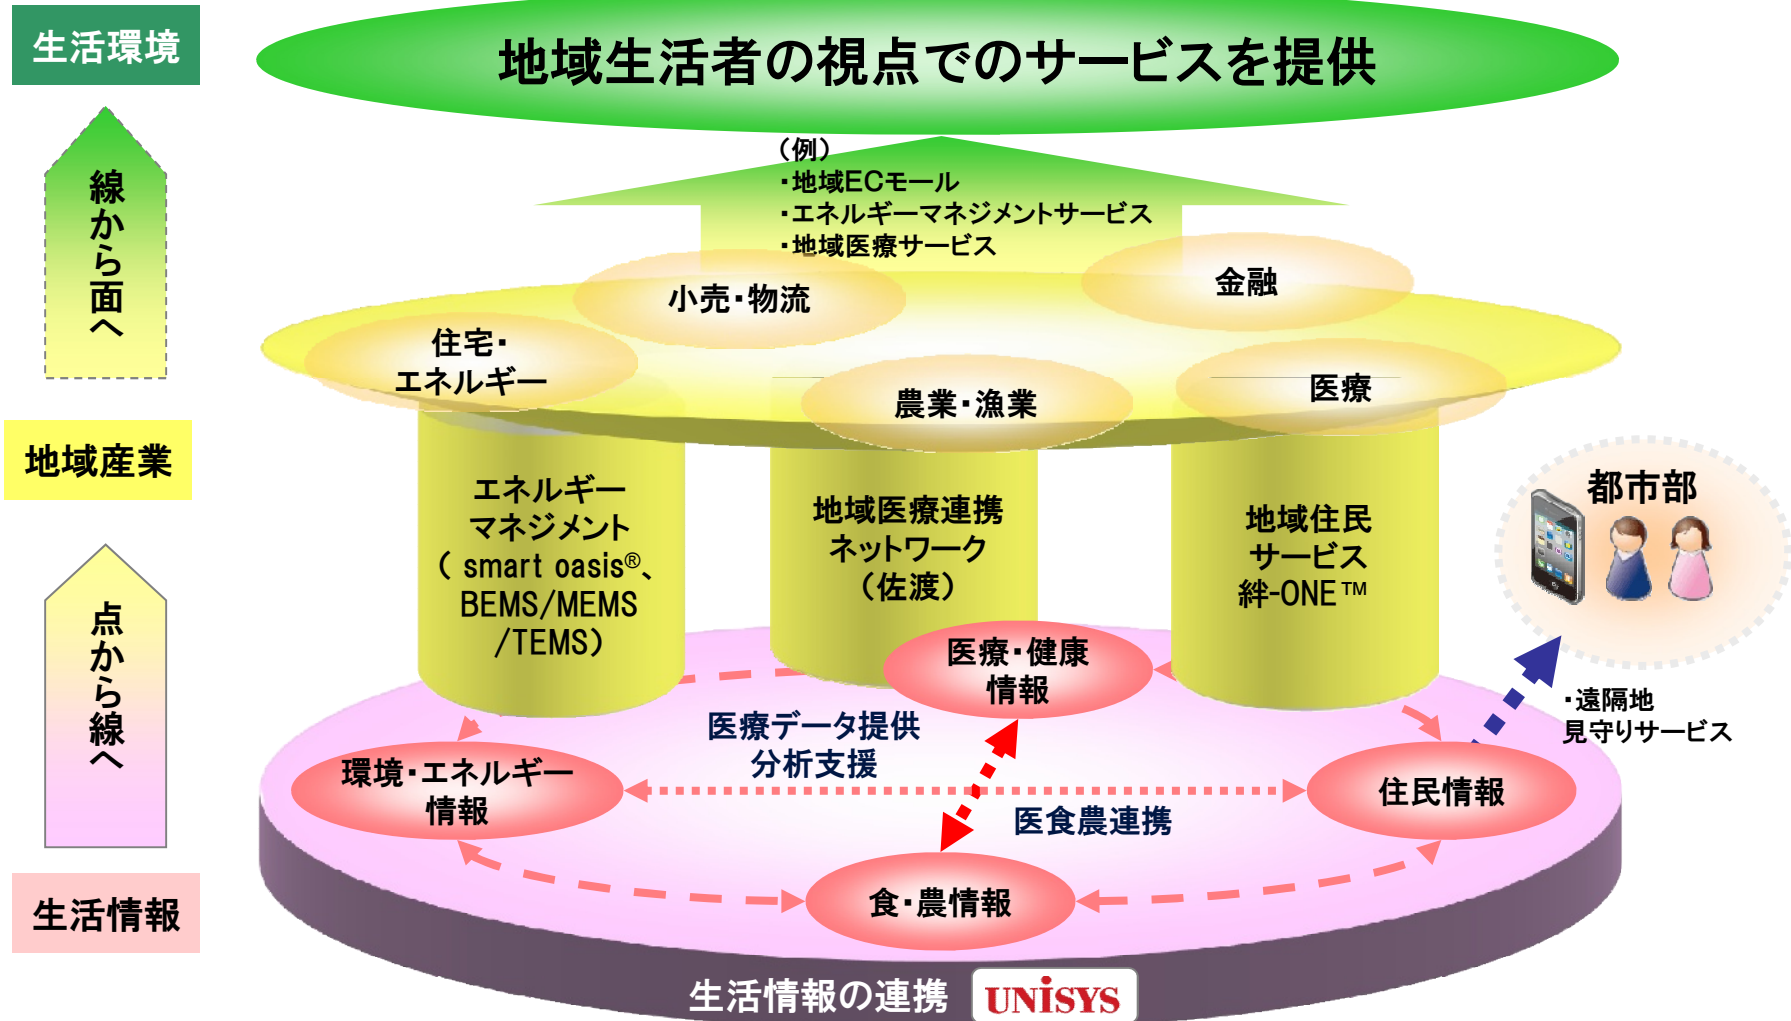 生活環境
地域生活者の視点でのサービスを提供
線から面へ
（例）
・地域ECモール
・エネルギーマネジメントサービス
・地域医療サービス
小売・物流
金融
住宅・
エネルギー
農業・漁業
医療
地域産業
エネルギー
マネジメント
（ smart oasis®、
BEMS/MEMS
/TEMS）
地域医療連携
ネットワーク
（佐渡）
地域住民
サービス
絆-ONE™
都市部
・遠隔地
見守りサービス
点から線へ
医療・健康
情報
医療データ提供
分析支援
環境・エネルギー
情報
住民情報
医食農連携
食・農情報
生活情報
生活情報の連携
UNISYS